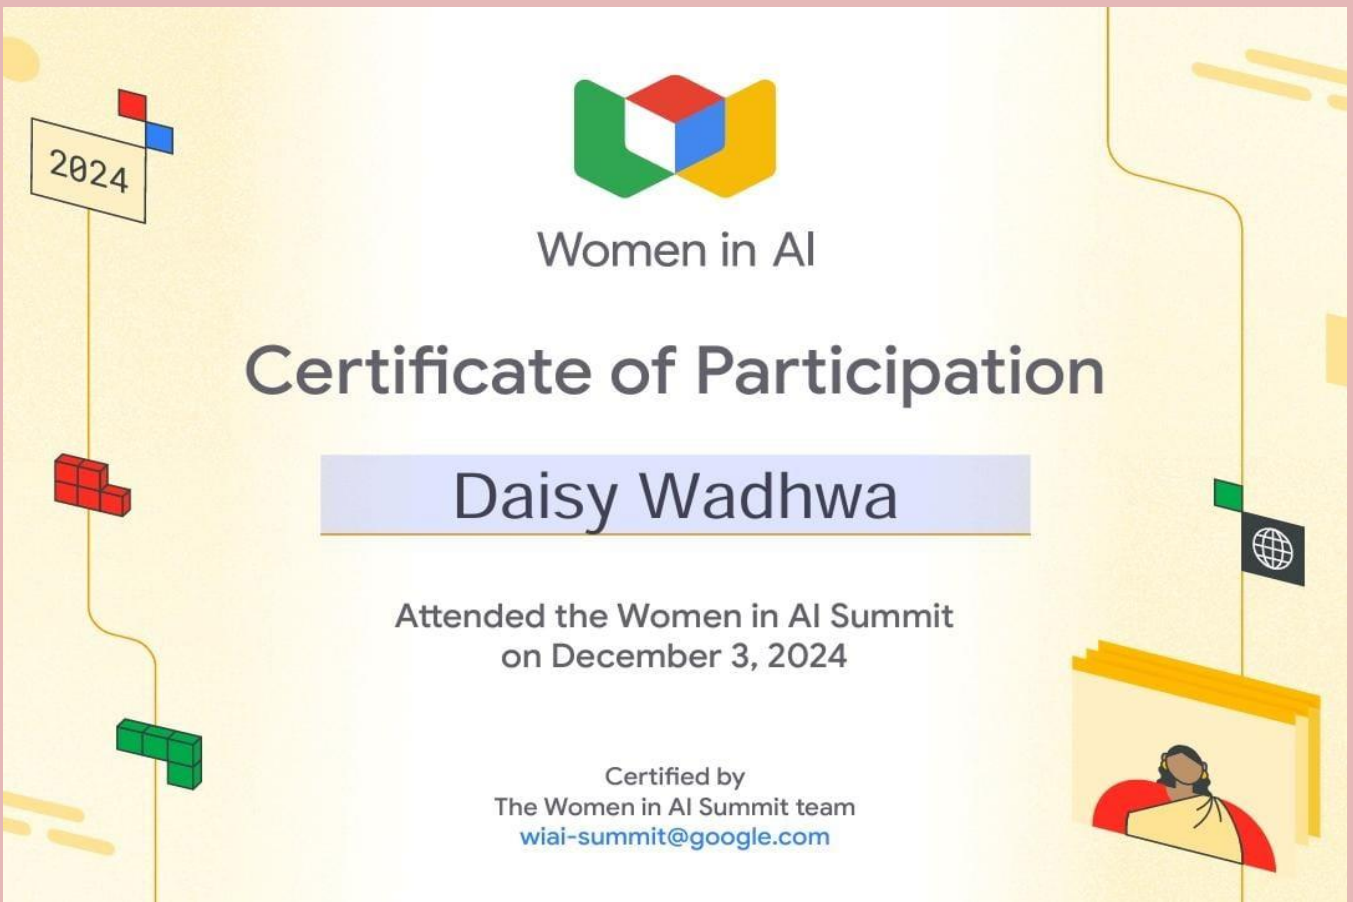 2024
Women in AI
Certificate of Participation
Daisy Wadhwa
Attended the Women in AI Summit
on December 3, 2024
Certified by
The Women in AI Summit team
wiai-summit@google.com